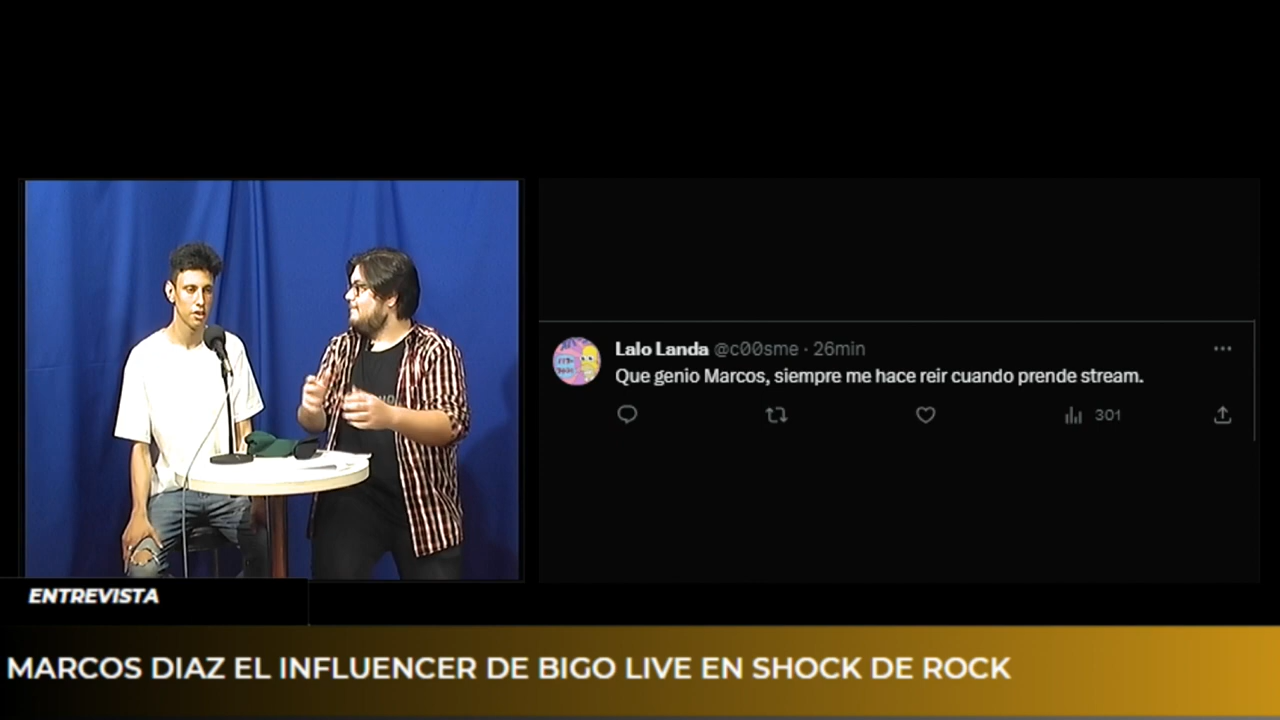 Lalo Landa @c00sme · 26min
Que genio Marcos, siempre me hace reir cuando prende stream.
301
ENTREVISTA
MARCOS DIAZ EL INFLUENCER DE BIGO LIVE EN SHOCK DE ROCK